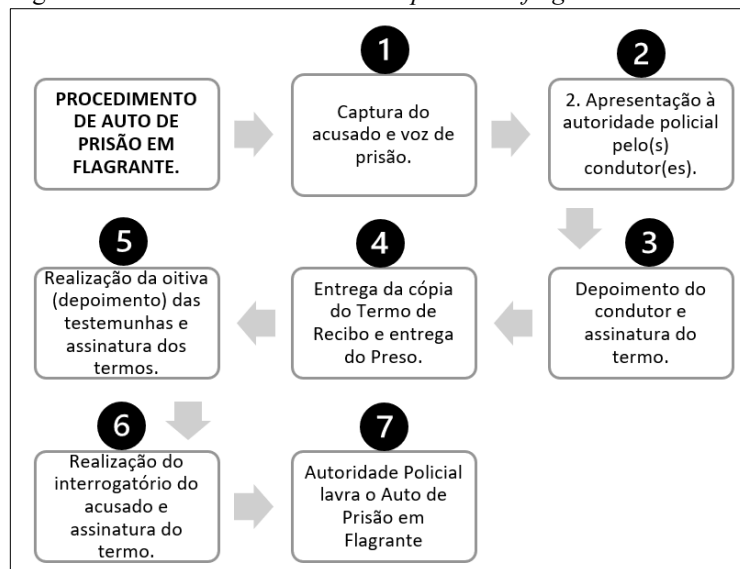 PROCEDIMENTO
DE AUTO DE
PRISÃO EM
FLAGRANTE.
1
Captura do
acusado e voz de
prisão.
2
2. Apresentação à
autoridade policial
pelo(s)
condutor(es).
3
Depoimento do
condutor e
assinatura do
termo.
4
Entrega da cópia
do Termo de
Recibo e entrega
do Preso.
5
Realização da oitiva
(depoimento) das
testemunhas e
assinatura dos
termos.
6
Realização do
interrogatório do
acusado e
assinatura do
termo.
7
Autoridade Policial
lavra o Auto de
Prisão em
Flagrante